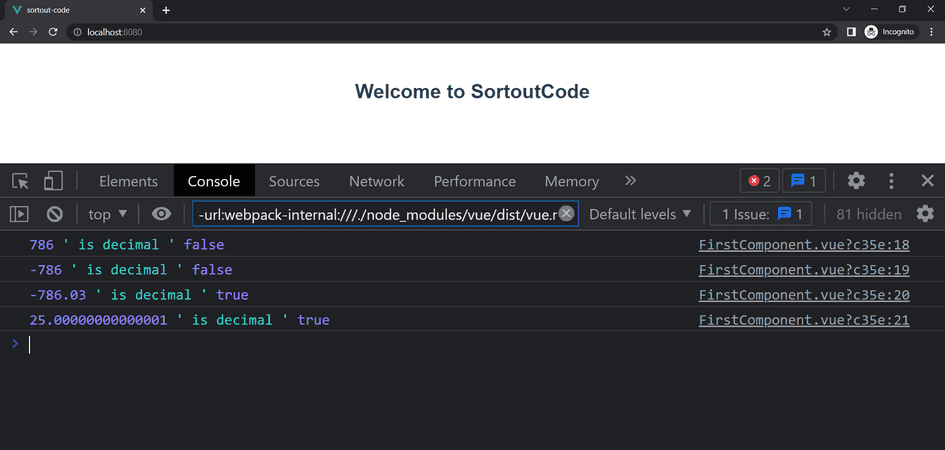 sortout-code
localhost:8080
Incognito
Welcome to SortoutCode
Elements Console Sources Network Performance Memory 2 1
top -url:webpack-internal:///./node_modules/vue/dist/vue.r Default levels 1 Issue: 1 81 hidden
786 ' is decimal ' false FirstComponent.vue?c35e:18
-786 ' is decimal ' false FirstComponent.vue?c35e:19
-786.03 ' is decimal ' true FirstComponent.vue?c35e:20
25.00000000000001 ' is decimal ' true FirstComponent.vue?c35e:21